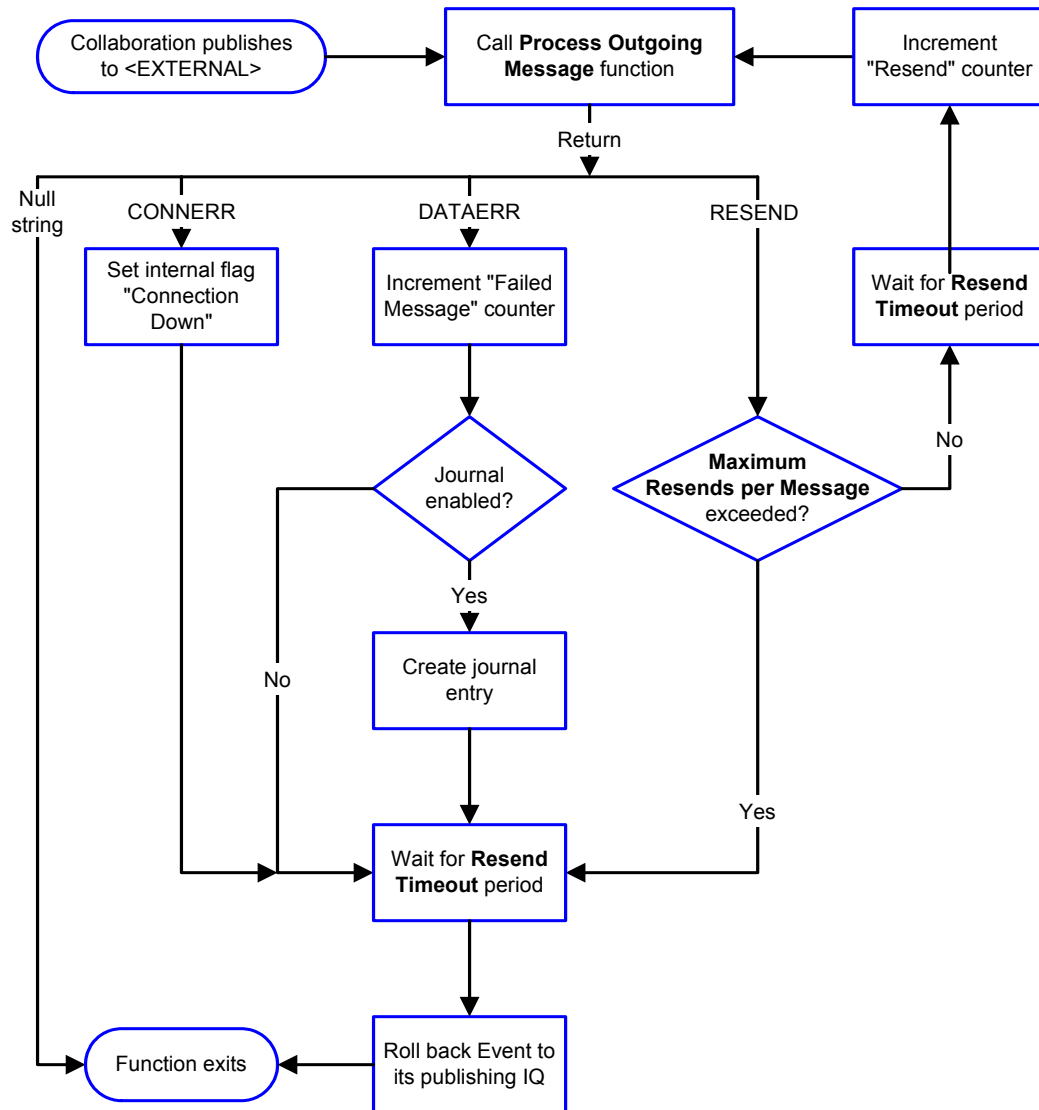 Collaboration publishes
to <EXTERNAL>
Call Process Outgoing
Message function
Increment
"Resend" counter
Return
Null
string
CONNERR
DATAERR
RESEND
Set internal flag
"Connection
Down"
Increment "Failed
Message" counter
Wait for Resend
Timeout period
No
Journal
enabled?
Maximum
Resends per Message
exceeded?
Yes
No
Create journal
entry
Yes
Wait for Resend
Timeout period
Function exits
Roll back Event to
its publishing IQ